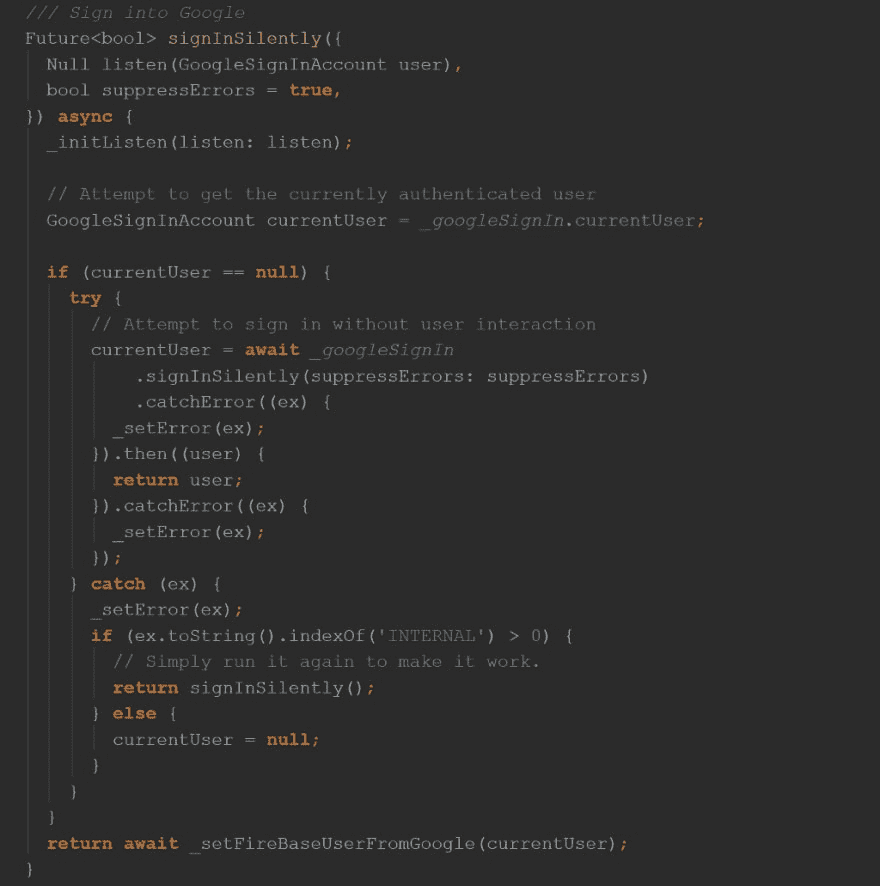 /// Sign into Google
Future<bool> signInSilently({
  Null listen(GoogleSignInAccount user),
  bool suppressErrors = true,
}) async {
  _initListen(listen: listen);

  // Attempt to get the currently authenticated user
  GoogleSignInAccount currentUser = _googleSignIn.currentUser;

  if (currentUser == null) {
    try {
      // Attempt to sign in without user interaction
      currentUser = await _googleSignIn
          .signInSilently(suppressErrors: suppressErrors)
          .catchError((ex) {
        _setError(ex);
      }).then((user) {
        return user;
      }).catchError((ex) {
        _setError(ex);
      });
    } catch (ex) {
      _setError(ex);
      if (ex.toString().indexOf('INTERNAL') > 0) {
        // Simply run it again to make it work.
        return signInSilently();
      } else {
        currentUser = null;
      }
    }
  }
  return await _setFireBaseUserFromGoogle(currentUser);
}